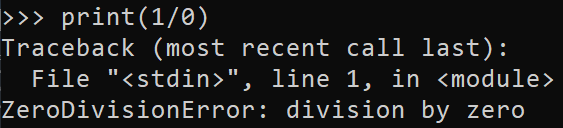 >>> print(1/0)
Traceback (most recent call last):
  File "<stdin>", line 1, in <module>
ZeroDivisionError: division by zero